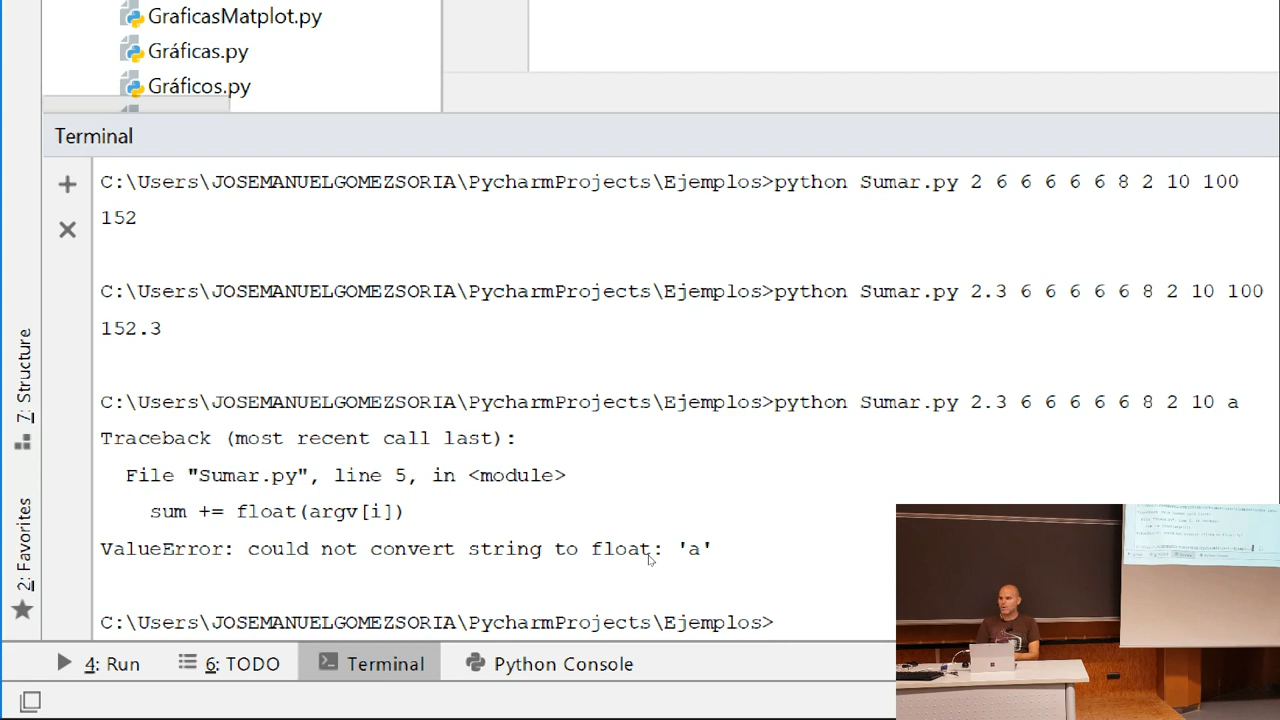 GraficasMatplot.py
Gráficas.py
Gráficos.py
Terminal
C:\Users\JOSEMANUELGOMEZSORIA\PycharmProjects\Ejemplos>python Sumar.py 2 6 6 6 6 6 8 2 10 100
152
C:\Users\JOSEMANUELGOMEZSORIA\PycharmProjects\Ejemplos>python Sumar.py 2.3 6 6 6 6 6 8 2 10 100
152.3
C:\Users\JOSEMANUELGOMEZSORIA\PycharmProjects\Ejemplos>python Sumar.py 2.3 6 6 6 6 6 8 2 10 a
Traceback (most recent call last):
File "Sumar.py", line 5, in <module>
sum += float(argv[i])
ValueError: could not convert string to float: 'a'
C:\Users\JOSEMANUELGOMEZSORIA\PycharmProjects\Ejemplos>
7: Structure
2: Favorites
4: Run
6: TODO
Terminal
Python Console